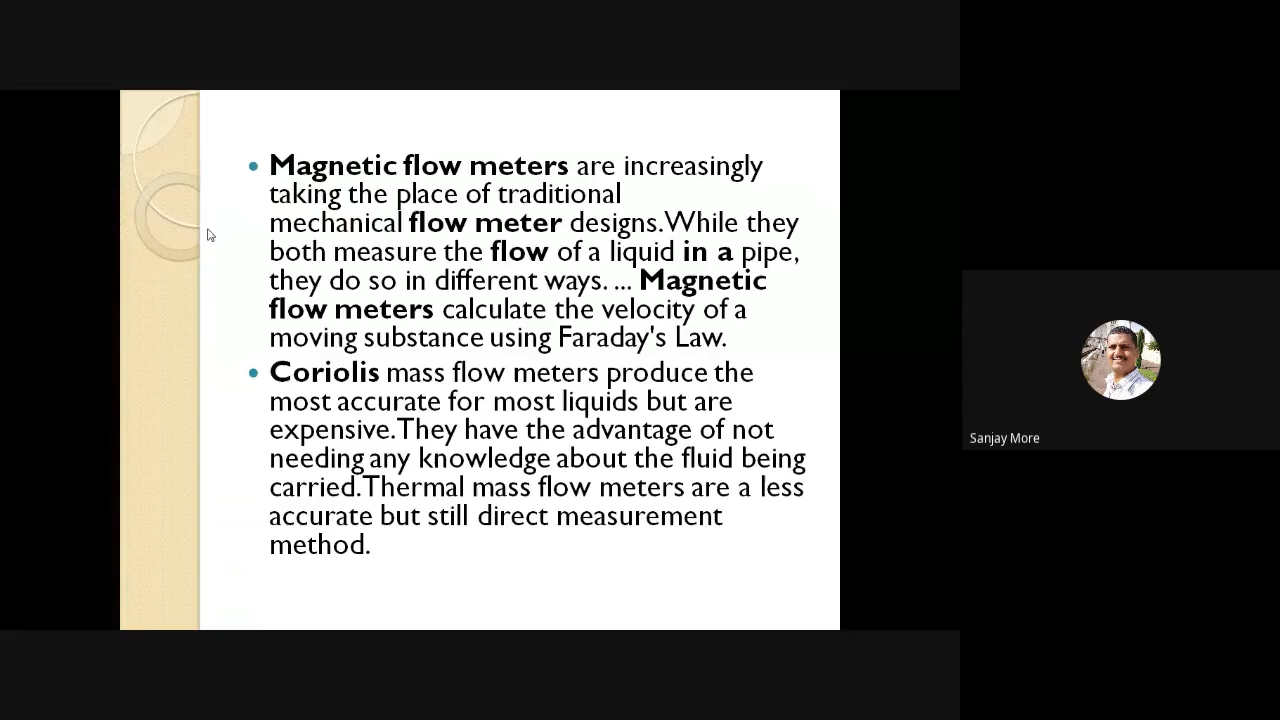 Magnetic flow meters are increasingly
taking the place of traditional
mechanical flow meter designs. While they
both measure the flow of a liquid in a pipe,
they do so in different ways. ... Magnetic
flow meters calculate the velocity of a
moving substance using Faraday's Law.
Coriolis mass flow meters produce the
most accurate for most liquids but are
expensive. They have the advantage of not
needing any knowledge about the fluid being
carried. Thermal mass flow meters are a less
accurate but still direct measurement
method.
Sanjay More